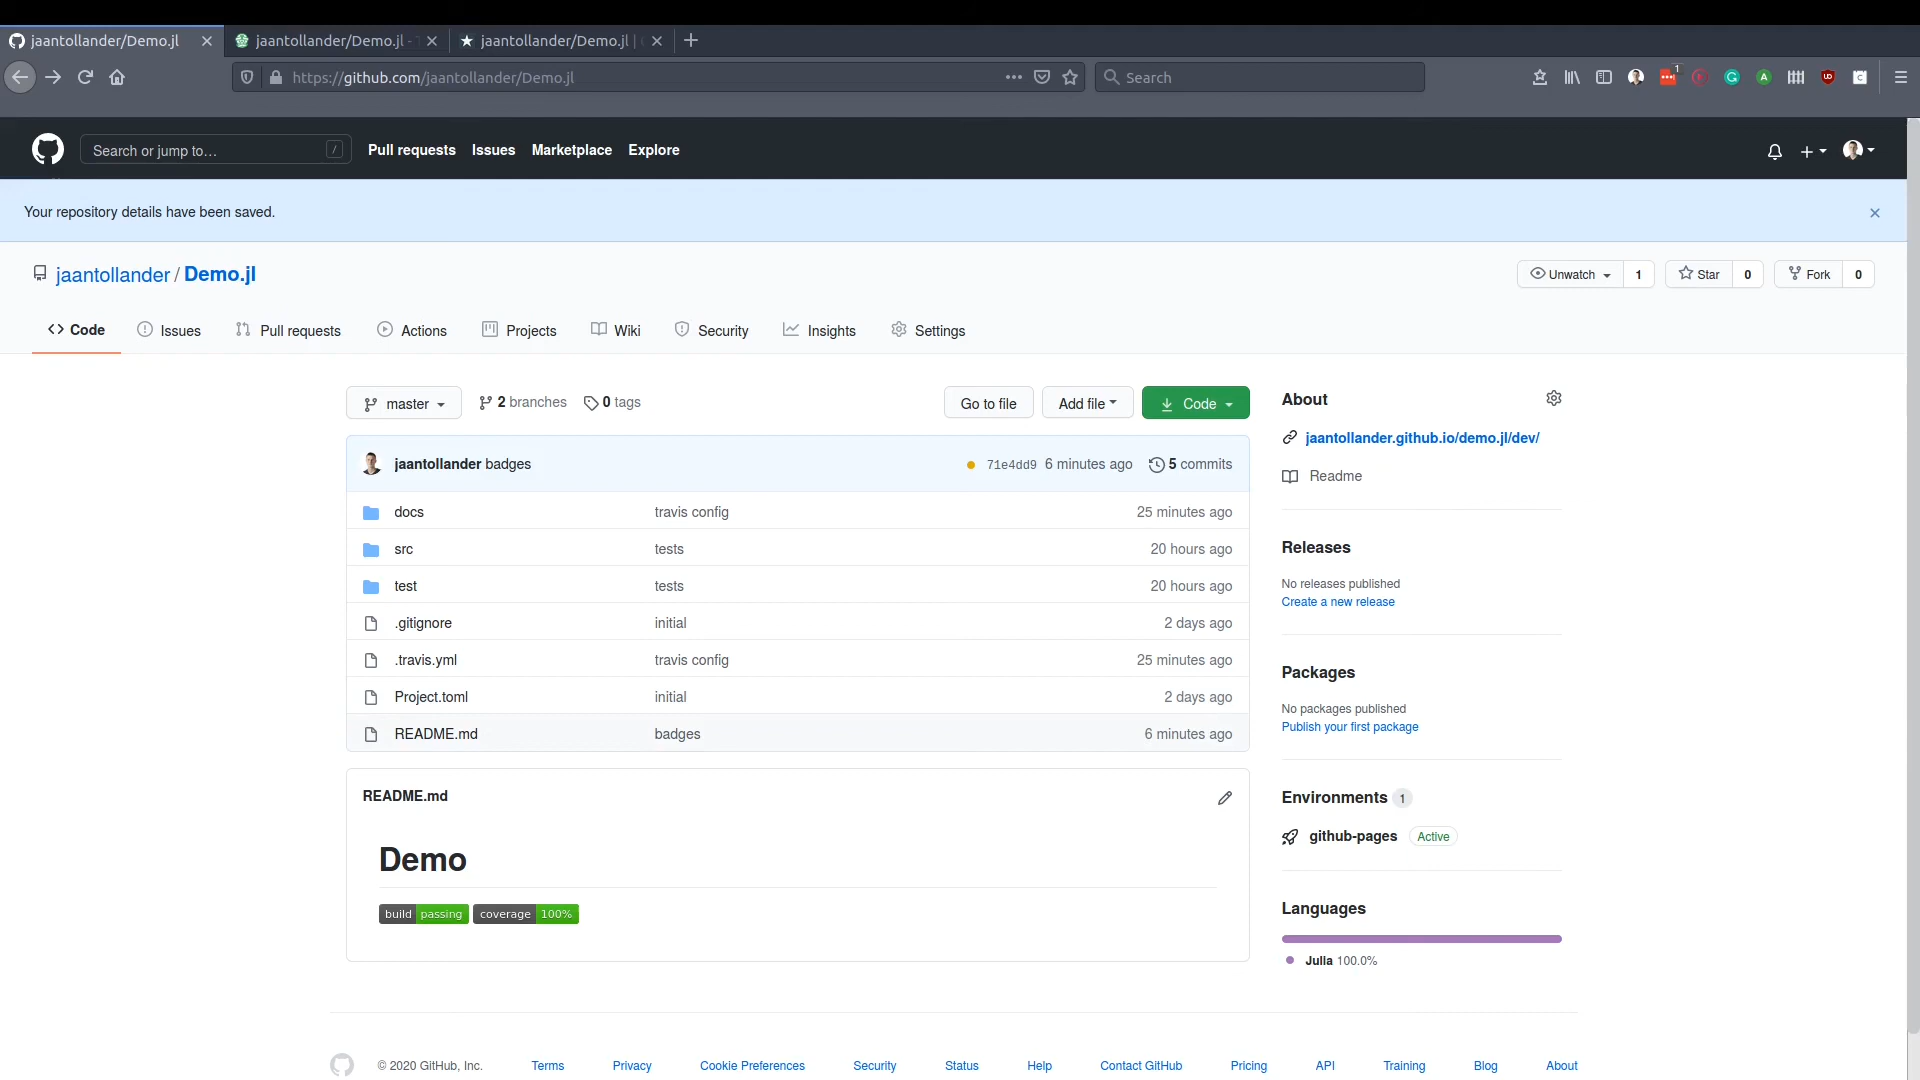 jaantollander/Demo.jl
jaantollander/Demo.jl -
jaantollander/Demo.jl |
https://github.com/jaantollander/Demo.jl
Search
1
Search or jump to…
/
Pull requests
Issues
Marketplace
Explore
Your repository details have been saved.
jaantollander / Demo.jl
Unwatch
1
Star
0
Fork
0
Code
Issues
Pull requests
Actions
Projects
Wiki
Security
Insights
Settings
master
2 branches
0 tags
Go to file
Add file
Code
jaantollander badges
71e4dd9 6 minutes ago
5 commits
docs travis config 25 minutes ago
src tests 20 hours ago
test tests 20 hours ago
.gitignore initial 2 days ago
.travis.yml travis config 25 minutes ago
Project.toml initial 2 days ago
README.md badges 6 minutes ago
README.md
Demo
build passing coverage 100%
About
jaantollander.github.io/demo.jl/dev/
Readme
Releases
No releases published
Create a new release
Packages
No packages published
Publish your first package
Environments 1
github-pages Active
Languages
Julia 100.0%
© 2020 GitHub, Inc.
Terms
Privacy
Cookie Preferences
Security
Status
Help
Contact GitHub
Pricing
API
Training
Blog
About